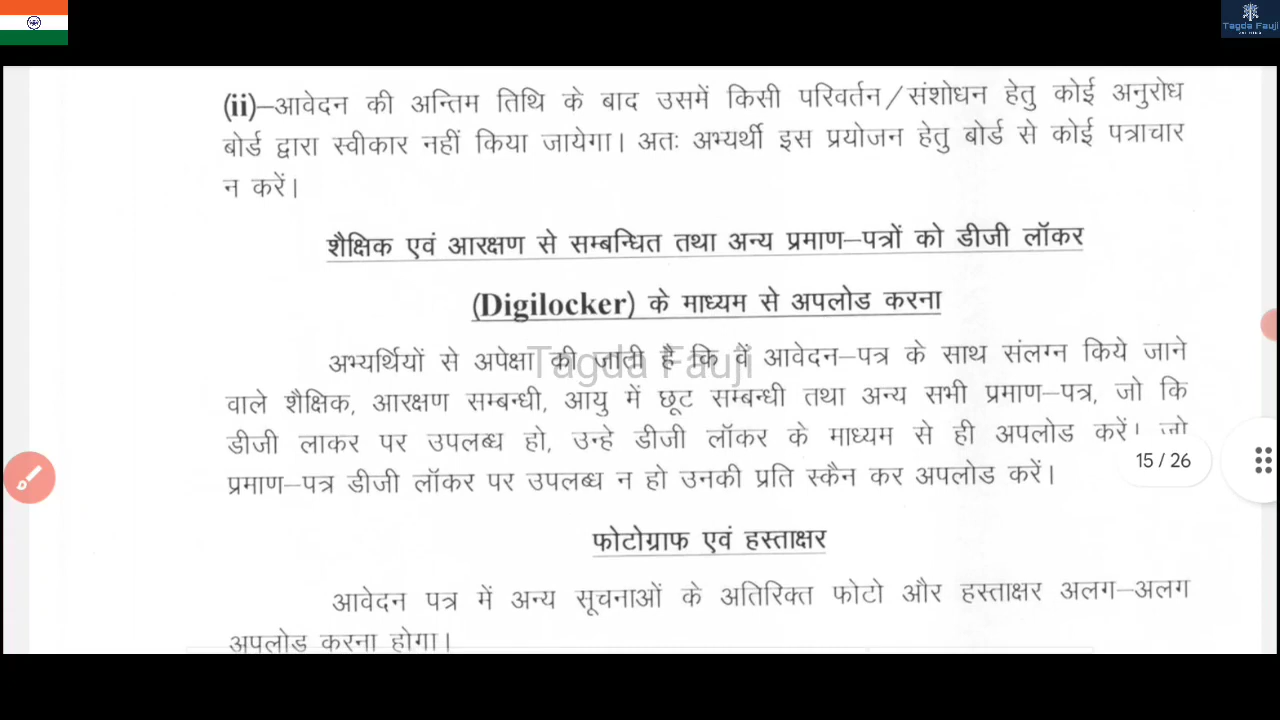 Tagda Fauji
(ii)–आवेदन की अन्तिम तिथि के बाद उसमें किसी परिवर्तन/संशोधन हेतु कोई अनुरोध
बोर्ड द्वारा स्वीकार नहीं किया जायेगा। अतः अभ्यर्थी इस प्रयोजन हेतु बोर्ड से कोई पत्राचार
न करें।
शैक्षिक एवं आरक्षण से सम्बन्धित तथा अन्य प्रमाण–पत्रों को डीजी लॉकर
(Digilocker) के माध्यम से अपलोड करना
अभ्यर्थियों से अपेक्षा की जाती है कि वें आवेदन–पत्र के साथ संलग्न किये जाने
Tagda Fauji
वाले शैक्षिक, आरक्षण सम्बन्धी, आयु में छूट सम्बन्धी तथा अन्य सभी प्रमाण–पत्र, जो कि
डीजी लाकर पर उपलब्ध हो, उन्हे डीजी लॉकर के माध्यम से ही अपलोड करें। जो
15 / 26
प्रमाण–पत्र डीजी लॉकर पर उपलब्ध न हो उनकी प्रति स्कैन कर अपलोड करें।
फोटोग्राफ एवं हस्ताक्षर
आवेदन पत्र में अन्य सूचनाओं के अतिरिक्त फोटो और हस्ताक्षर अलग–अलग
अपलोड करना होगा।